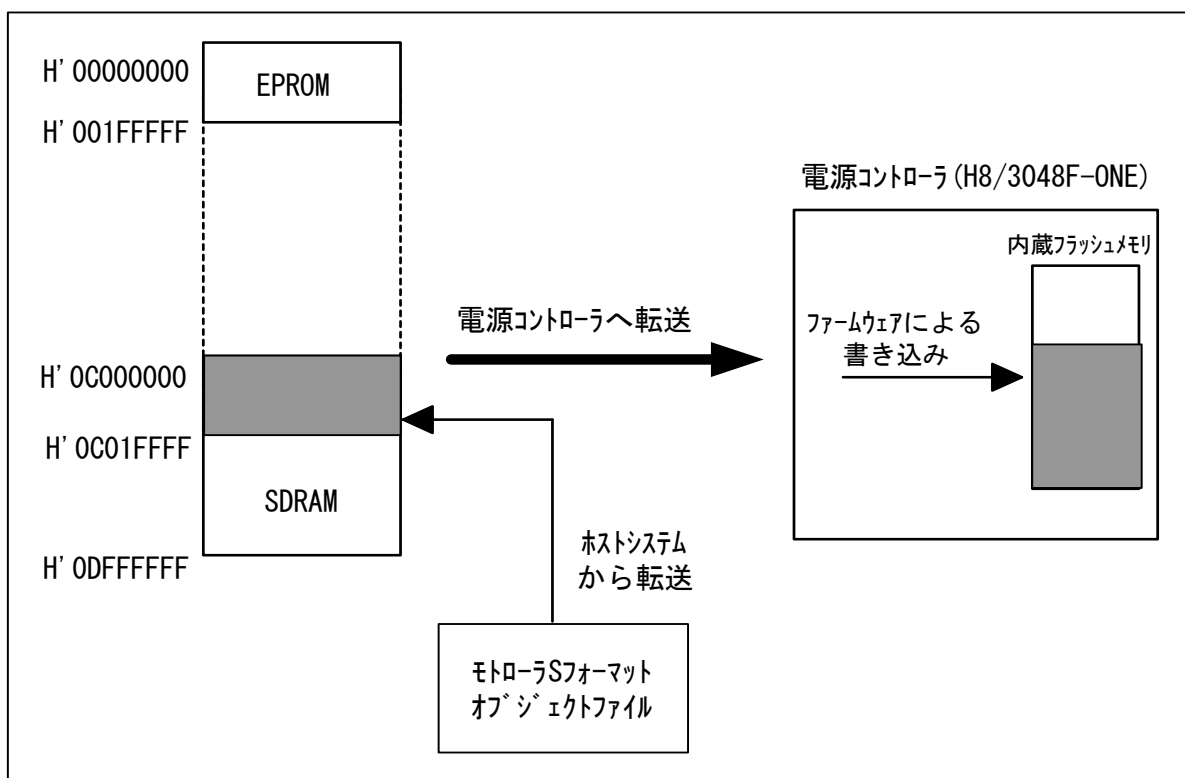 H'00000000
EPROM
H'001FFFFF
電源ｺﾝﾄﾛｰﾗ(H8/3048F-ONE)
内蔵ﾌﾗｯｼｭﾒﾓﾘ
電源ｺﾝﾄﾛｰﾗへ転送
ﾌｧｰﾑｳｪｱによる
書き込み
H'0C000000
H'0C01FFFF
SDRAM
H'0DFFFFFF
ﾎｽﾄｼｽﾃﾑ
から転送
ﾓﾄﾛｰﾗSﾌｫｰﾏｯﾄ
ｵﾌﾞｼﾞｪｸﾄﾌｧｲﾙ